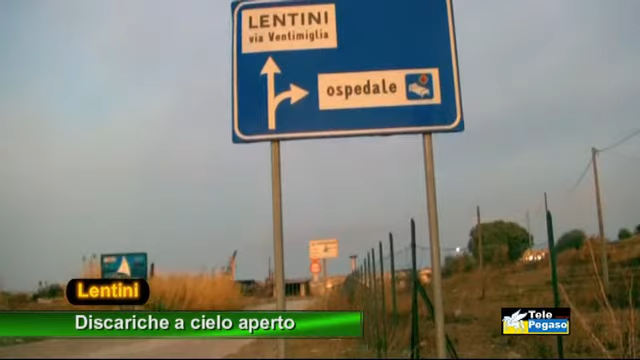 LENTINI
via Ventimiglia
ospedale
Lentini
Discariche a cielo aperto
Tele
Pegaso